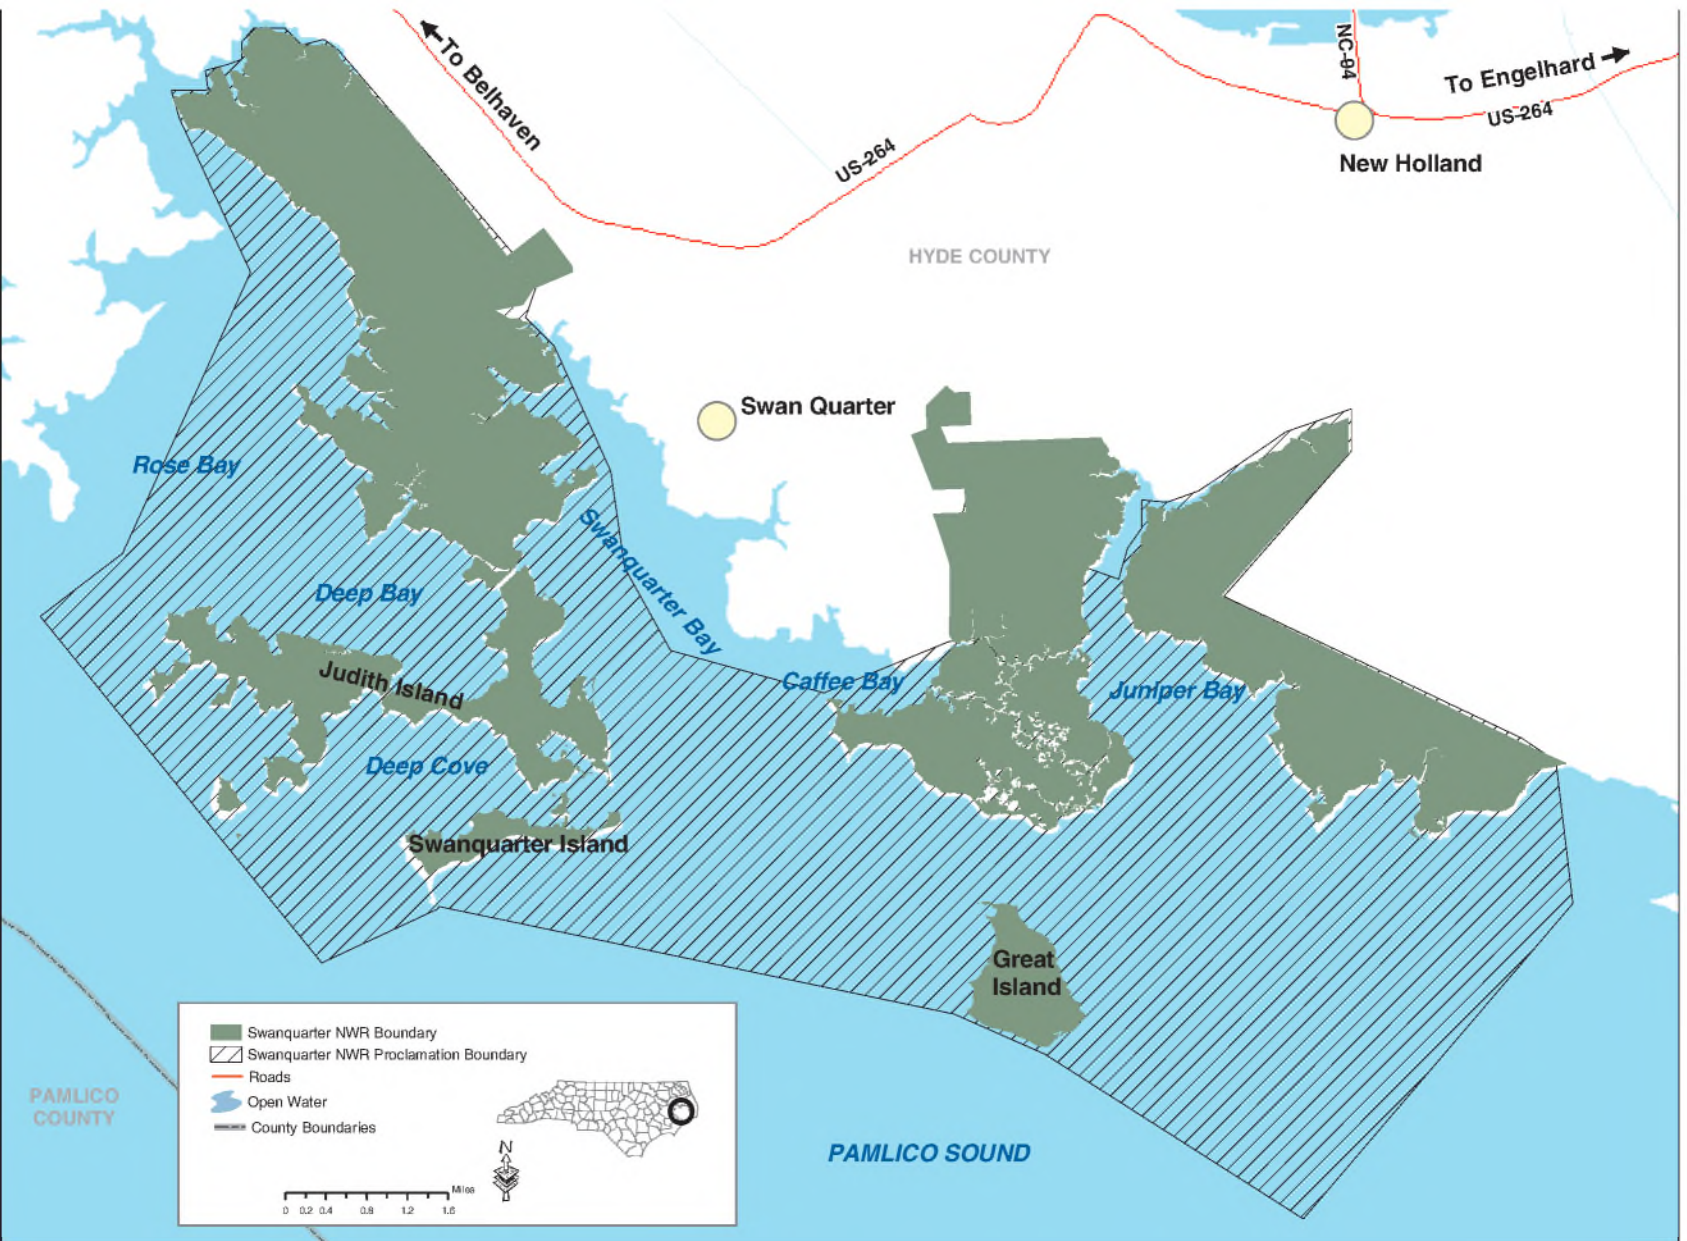 To Belhaven
US-264
NC-94
To Engelhard
US-264
New Holland
HYDE COUNTY
Swan Quarter
Rose Bay
Swanquarter Bay
Deep Bay
Judith Island
Caffee Bay
Juniper Bay
Deep Cove
Swanquarter Island
Great
Island
Swanquarter NWR Boundary
Swanquarter NWR Proclamation Boundary
Roads
Open Water
County Boundaries
N
Miles
0 0.2 0.4 0.8 1.2 1.6
PAMLICO
COUNTY
PAMLICO SOUND